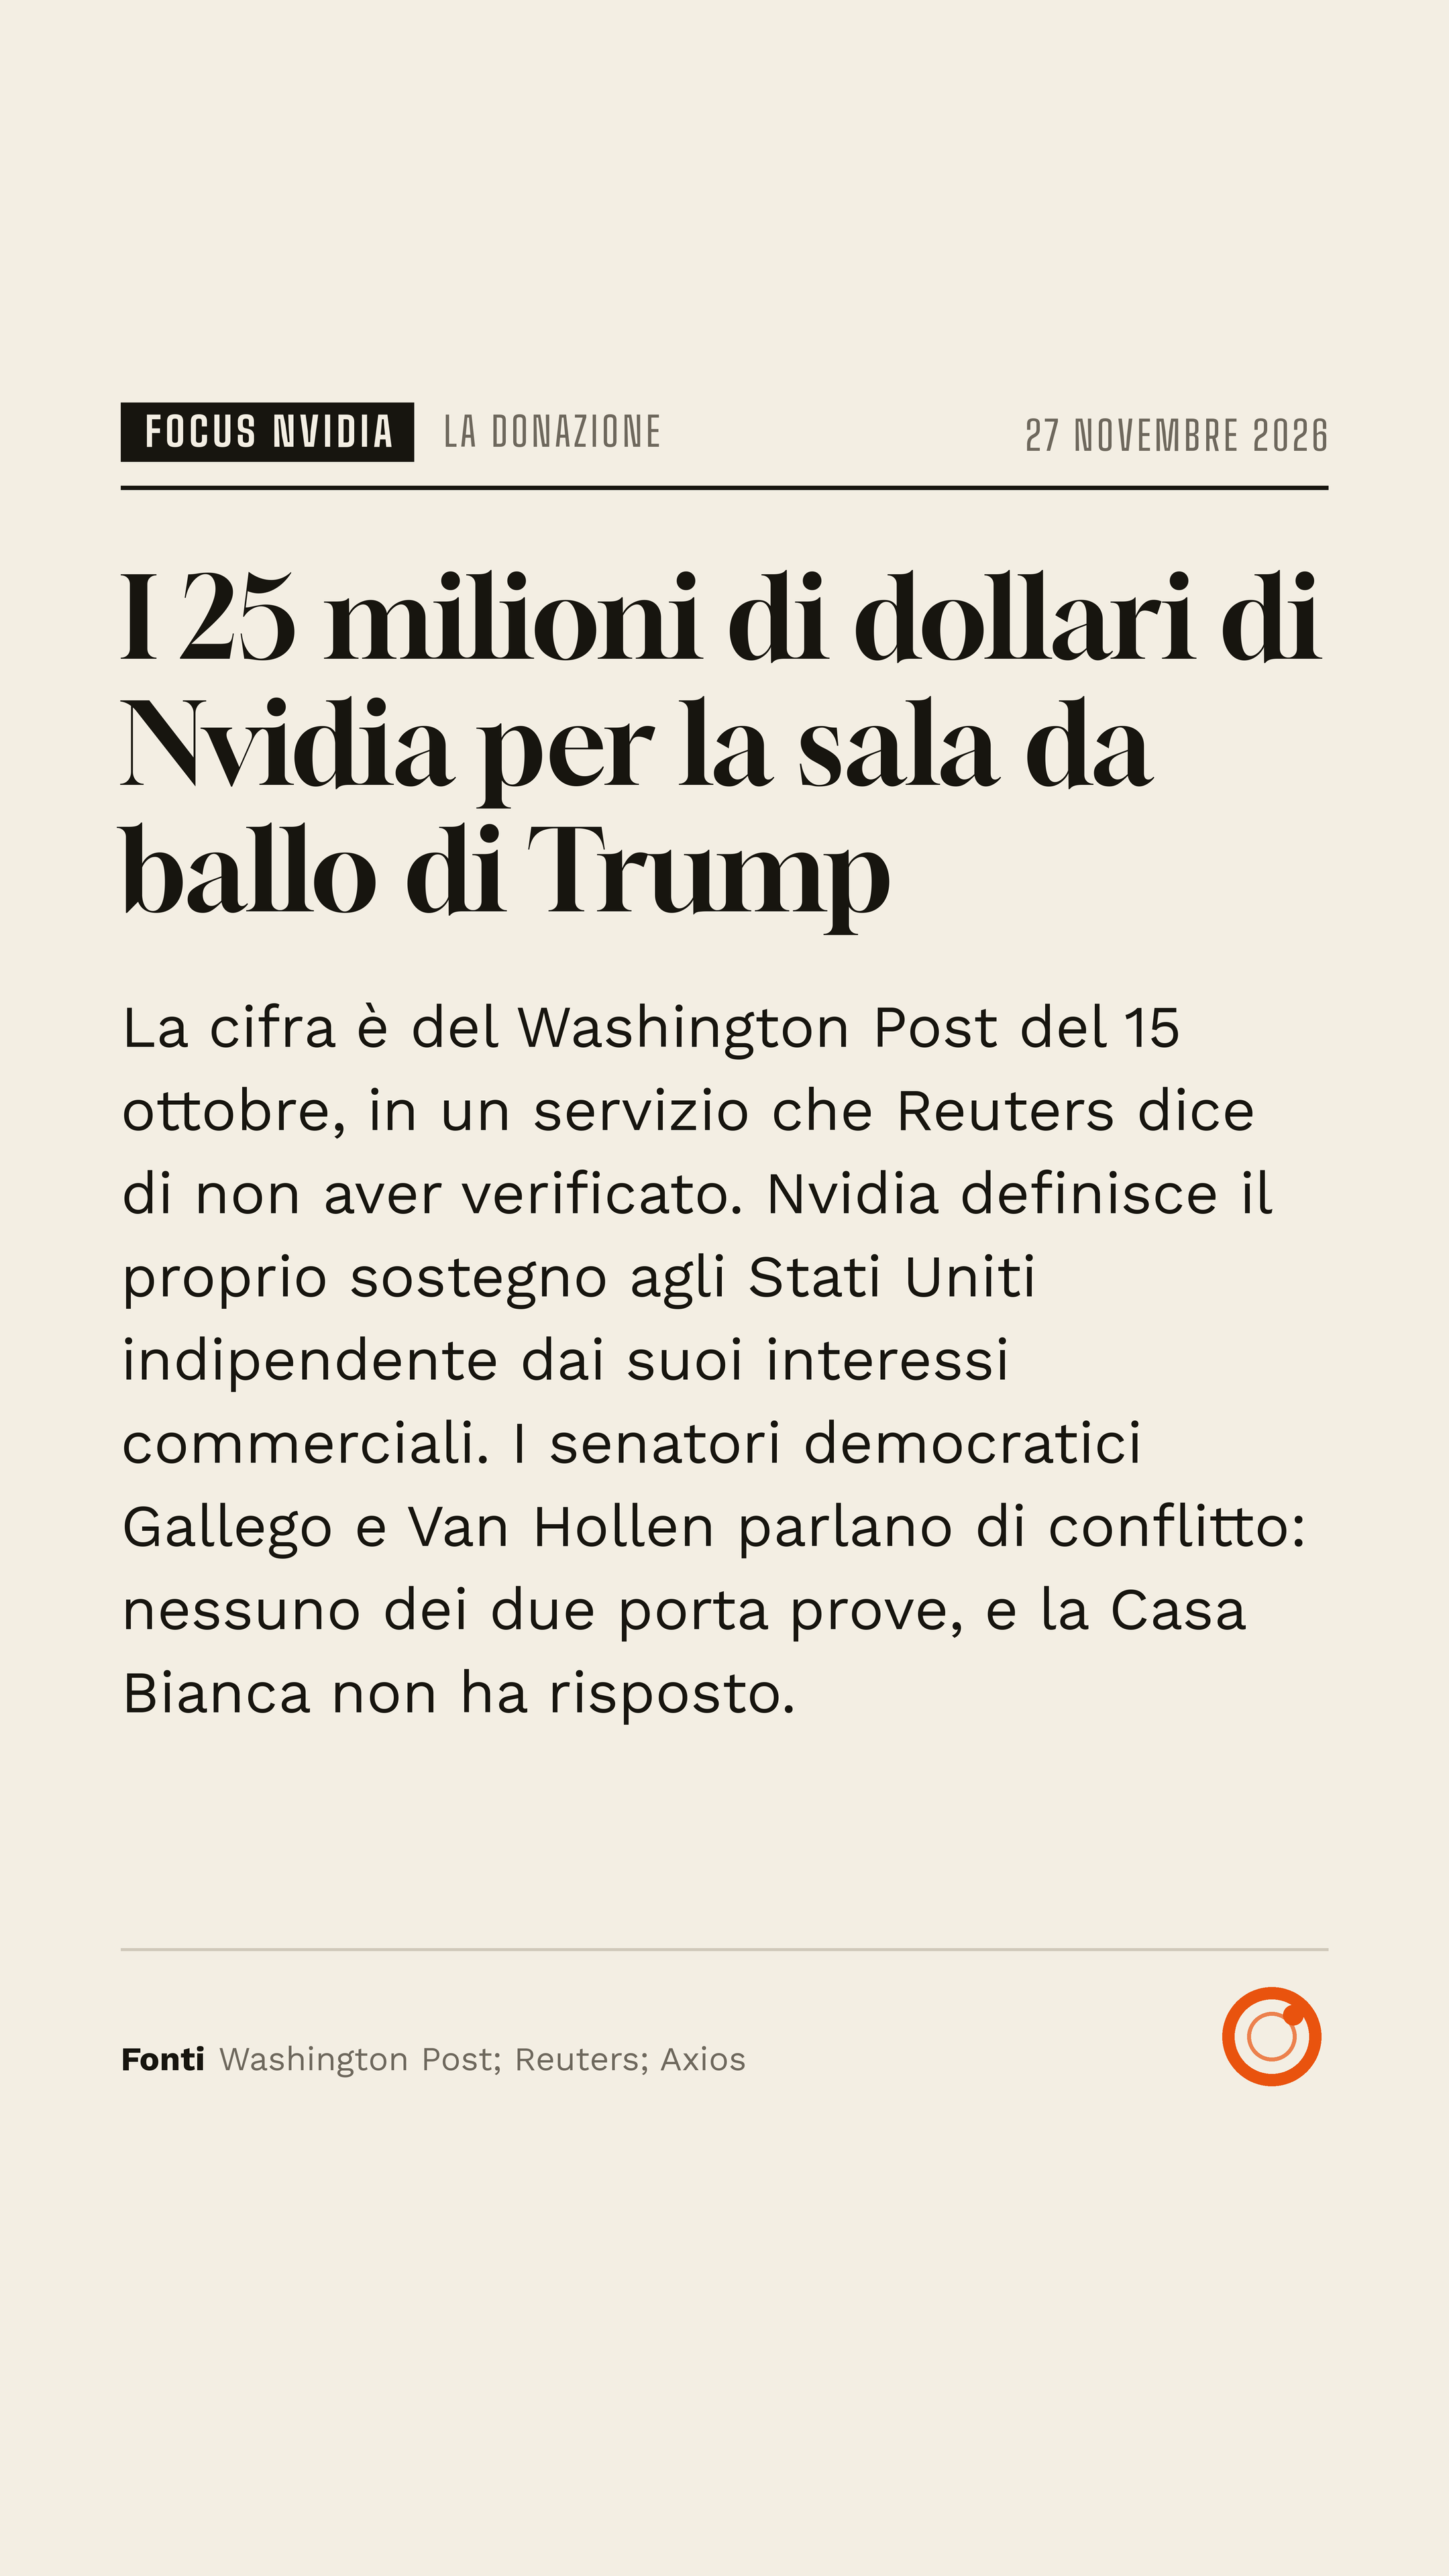 FOCUS NVIDIA LA DONAZIONE 27 NOVEMBRE 2026
I 25 milioni di dollari di
Nvidia per la sala da
ballo di Trump
La cifra è del Washington Post del 15
ottobre, in un servizio che Reuters dice
di non aver verificato. Nvidia definisce il
proprio sostegno agli Stati Uniti
indipendente dai suoi interessi
commerciali. I senatori democratici
Gallego e Van Hollen parlano di conflitto:
nessuno dei due porta prove, e la Casa
Bianca non ha risposto.
Fonti Washington Post; Reuters; Axios